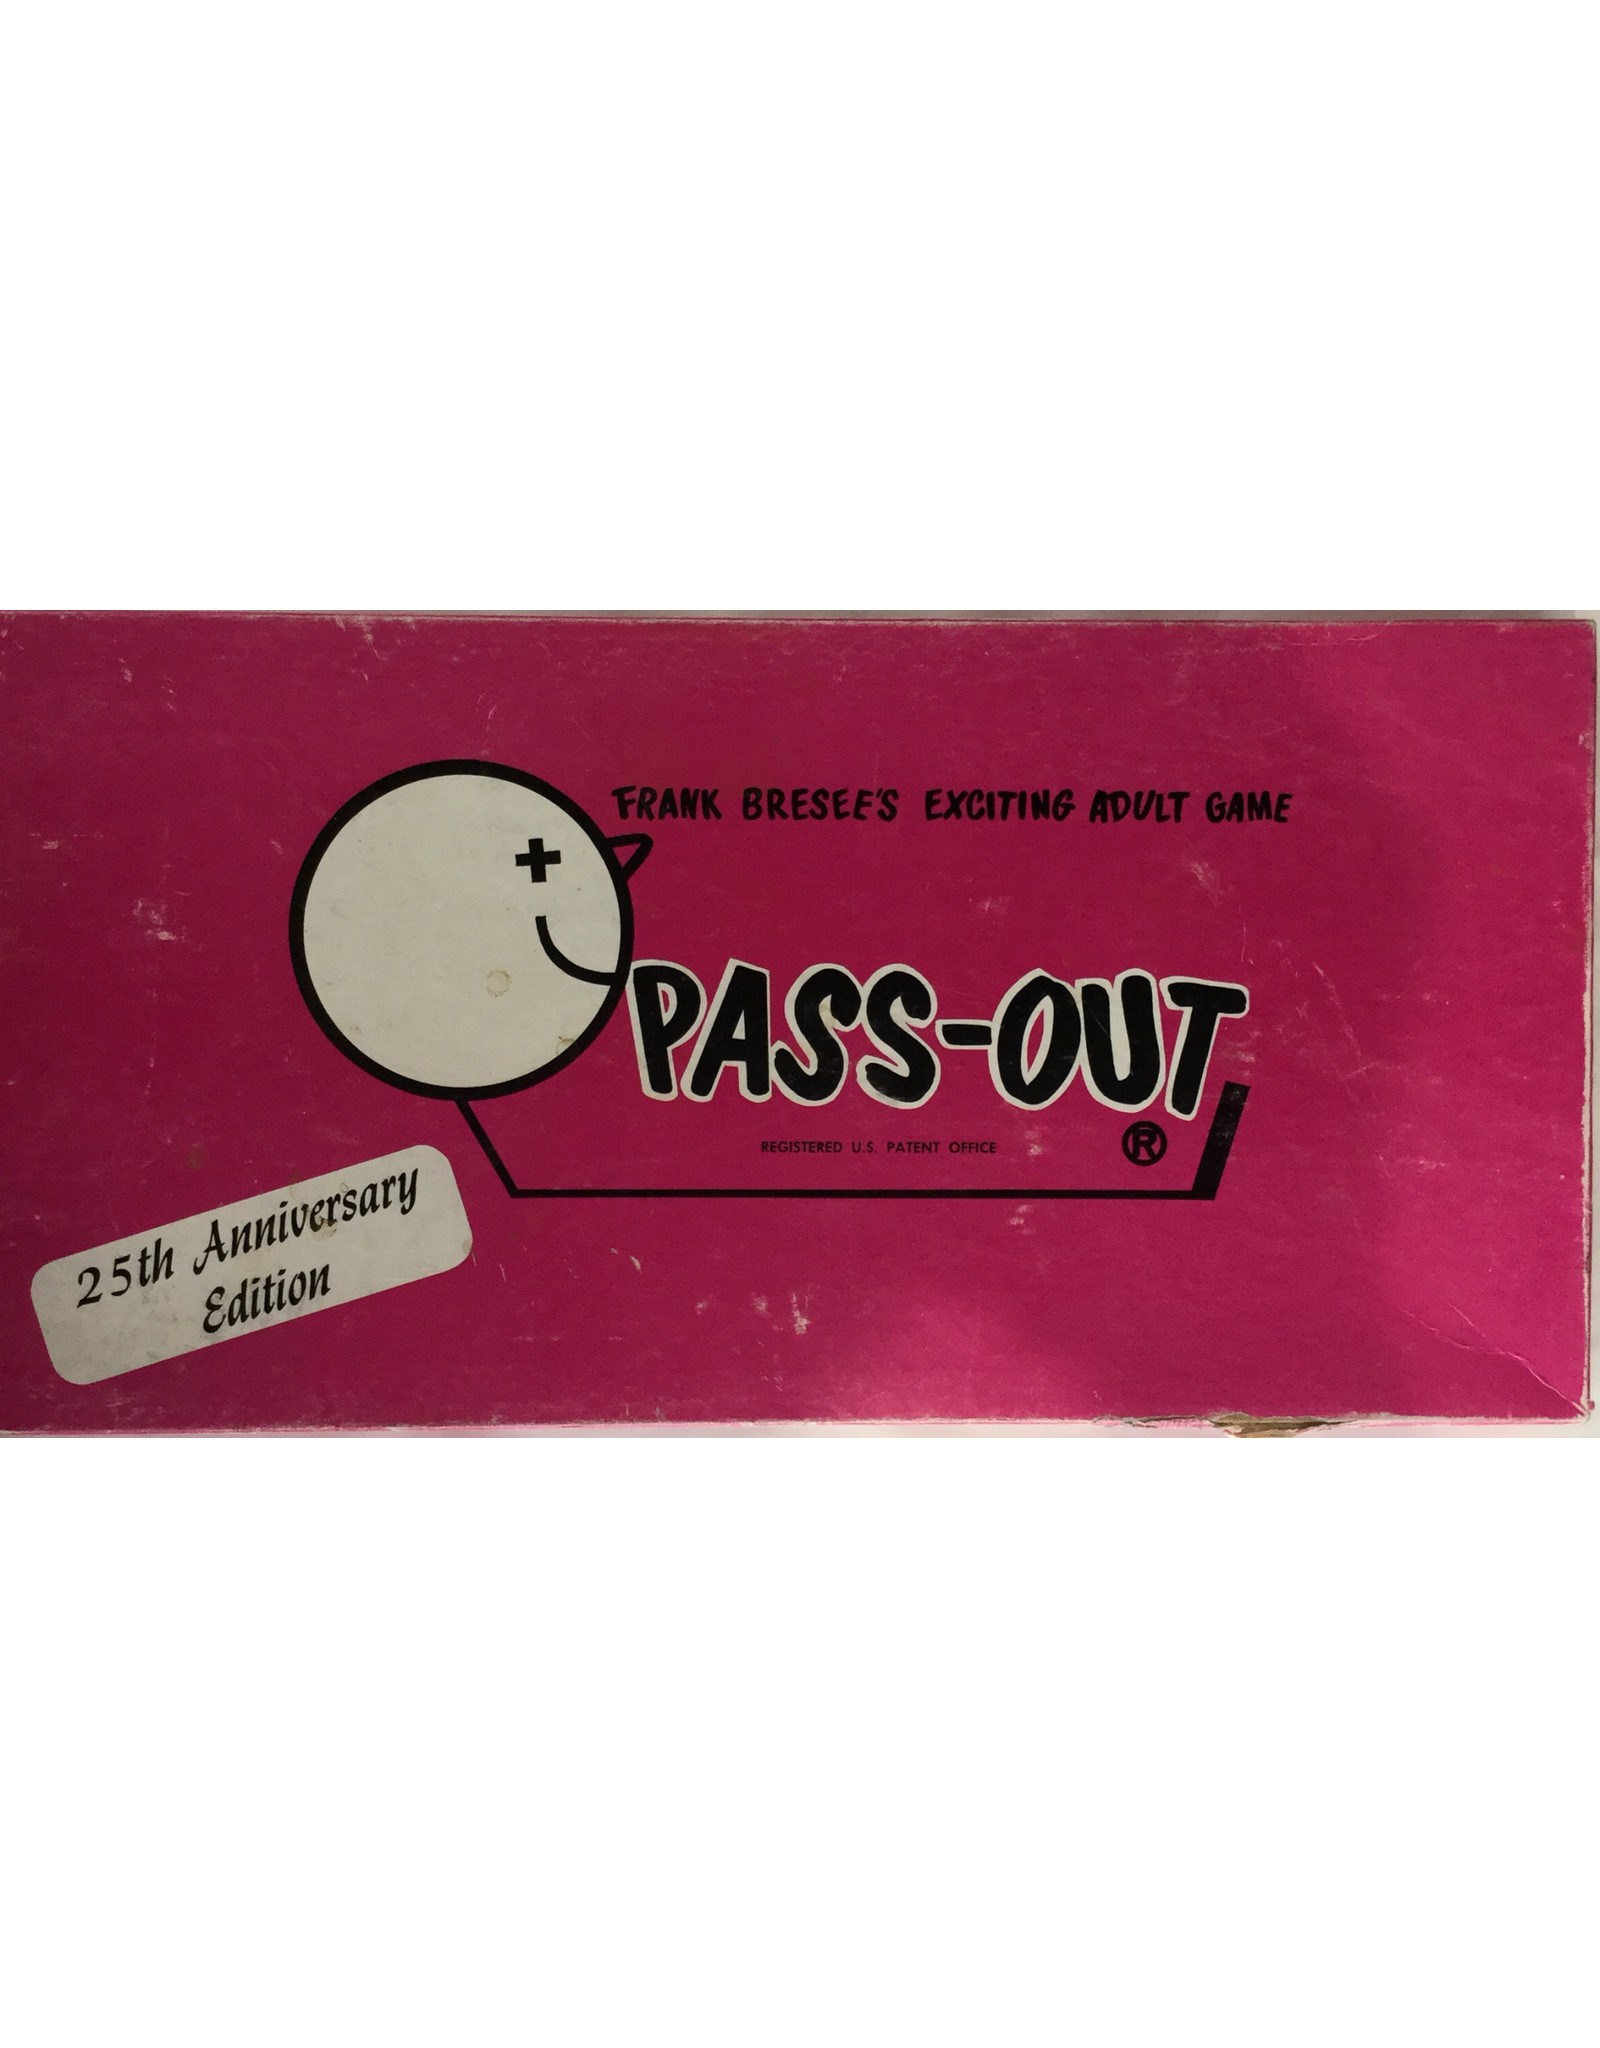 FRANK BRESEE'S EXCITING ADULT GAME
PASS-OUT
REGISTERED U.S. PATENT OFFICE
®
25th Anniversary
Edition